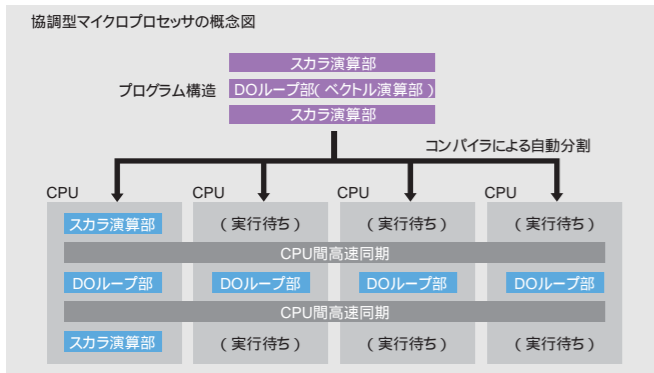 協調型マイクロプロセッサの概念図
スカラ演算部
プログラム構造 DOループ部(ベクトル演算部)
スカラ演算部
コンパイラによる自動分割
CPU CPU CPU CPU
スカラ演算部 (実行待ち) (実行待ち) (実行待ち)
CPU間高速同期
DOループ部 DOループ部 DOループ部 DOループ部
CPU間高速同期
スカラ演算部 (実行待ち) (実行待ち) (実行待ち)